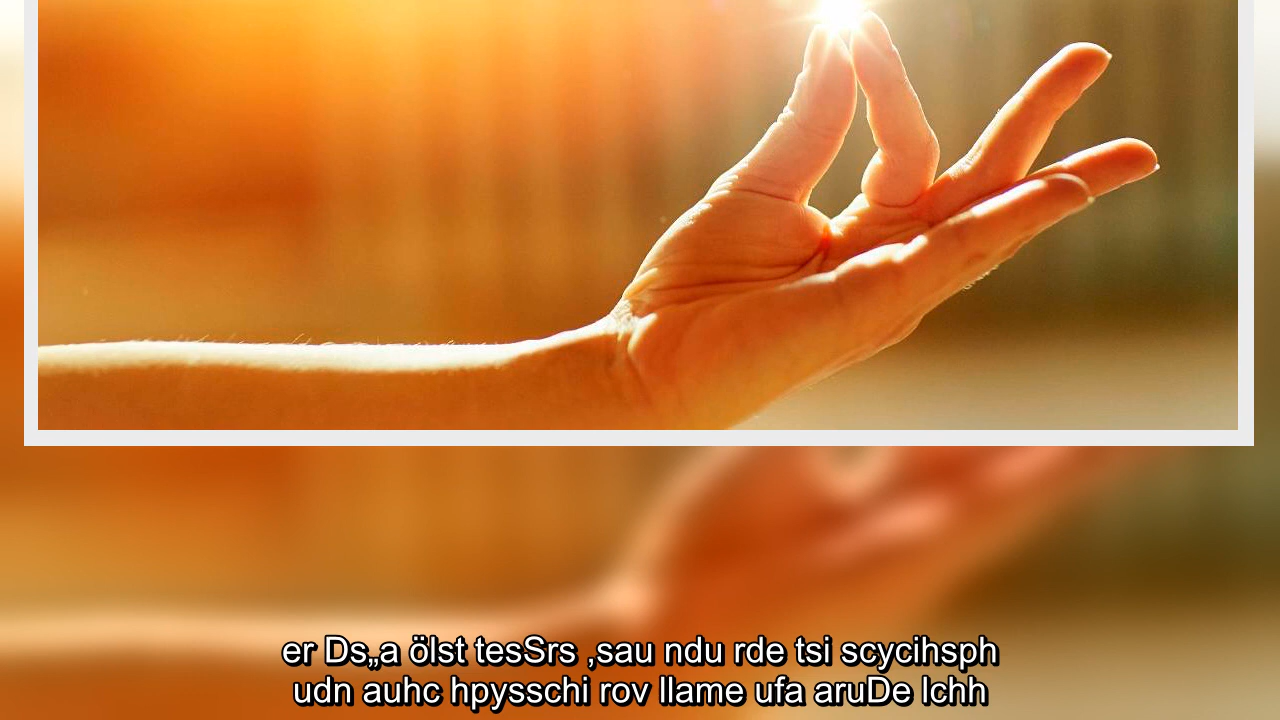 er Ds„a ölst tesSrs ,sau ndu rde tsi scycihsph
udn auhc hpysschi rov llame ufa aruDe lchh